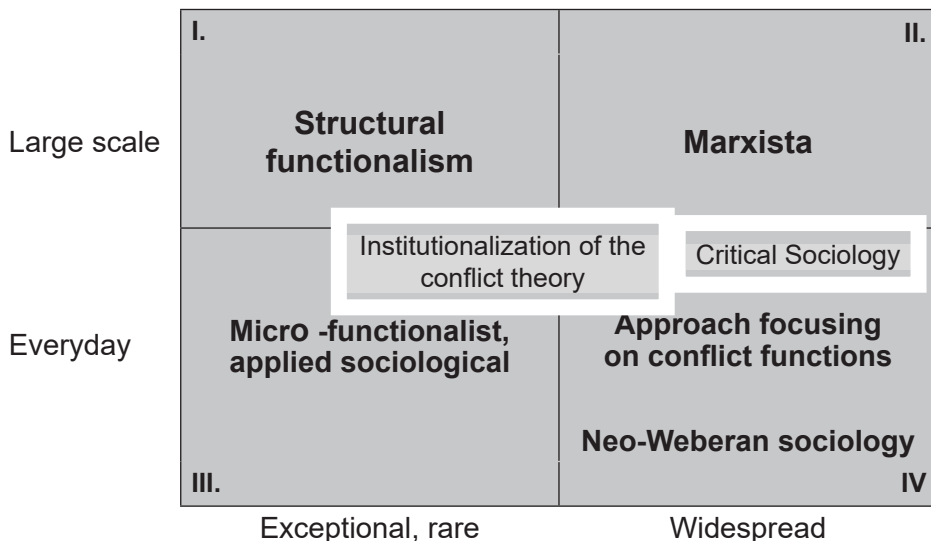 I.
II.
Large scale
Structural
functionalism
Marxista
Institutionalization of the
conflict theory
Critical Sociology
Everyday
Micro -functionalist,
applied sociological
Approach focusing
on conflict functions
Neo-Weberan sociology
III.
IV
Exceptional, rare
Widespread